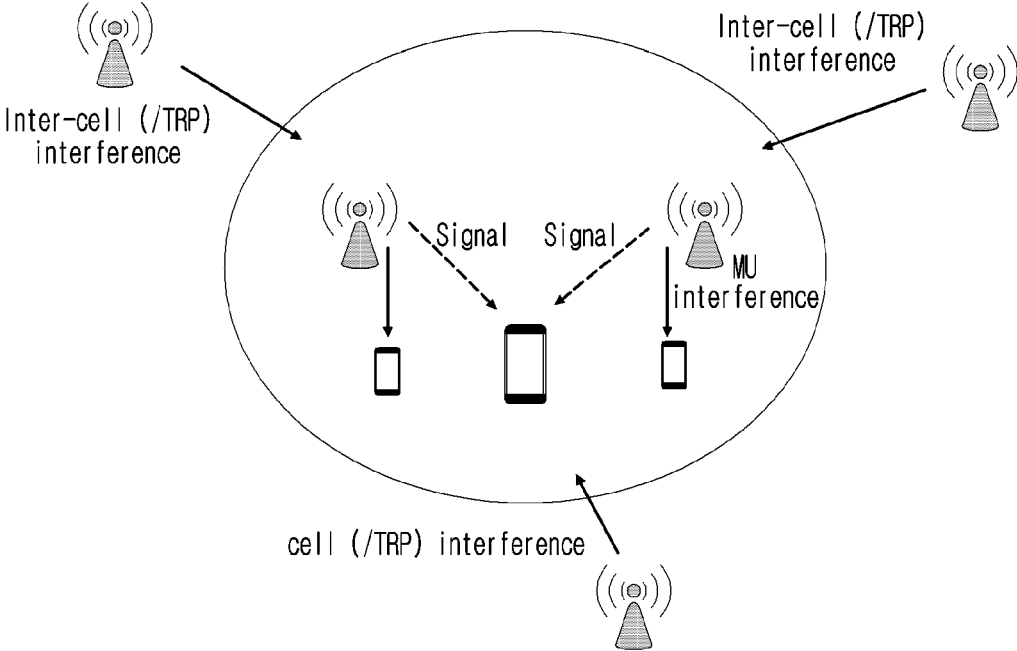 Inter-cell (/TRP)
interference
Inter-cell (/TRP)
interference
Signal
Signal
MU
interference
cell (/TRP) interference